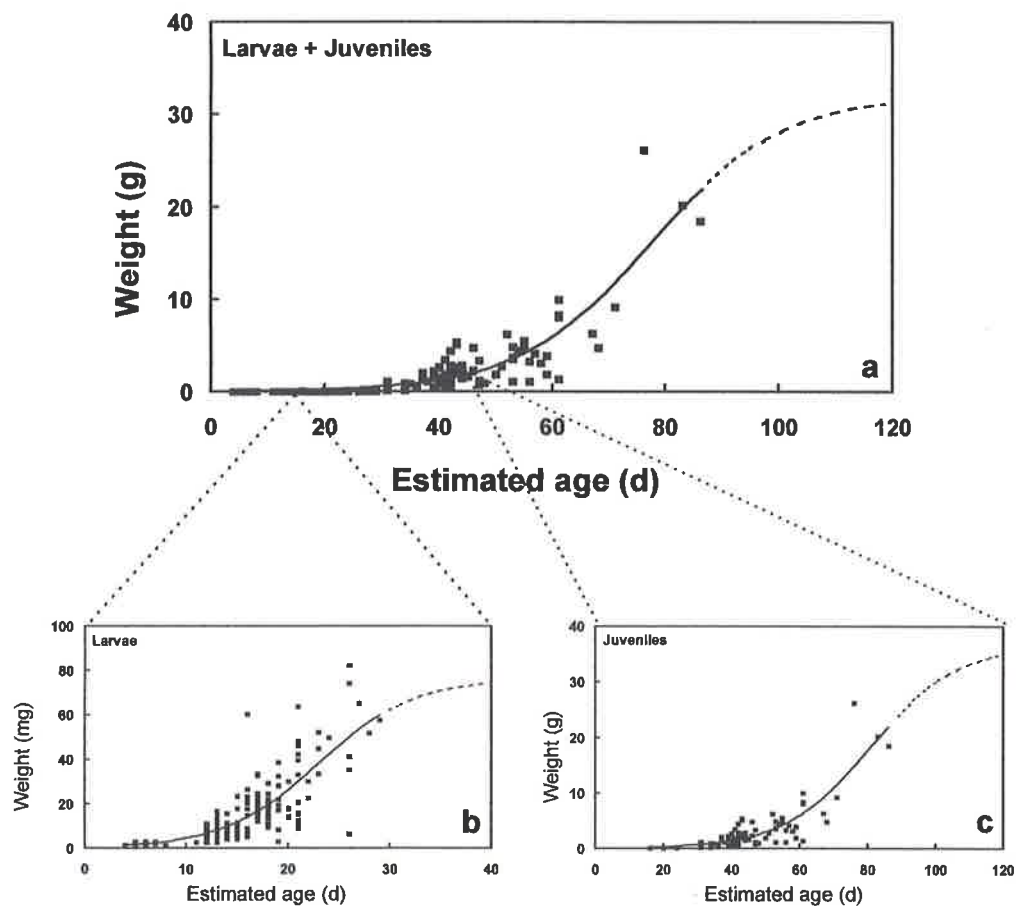 Larvae + Juveniles
Weight (g)
40
30
20
10
0
a
0 20 40 60 80 100 120
Estimated age (d)
Larvae
Weight (mg)
100
80
60
40
20
0
b
0 10 20 30 40
Estimated age (d)
Juveniles
Weight (g)
40
30
20
10
0
c
0 20 40 60 80 100 120
Estimated age (d)